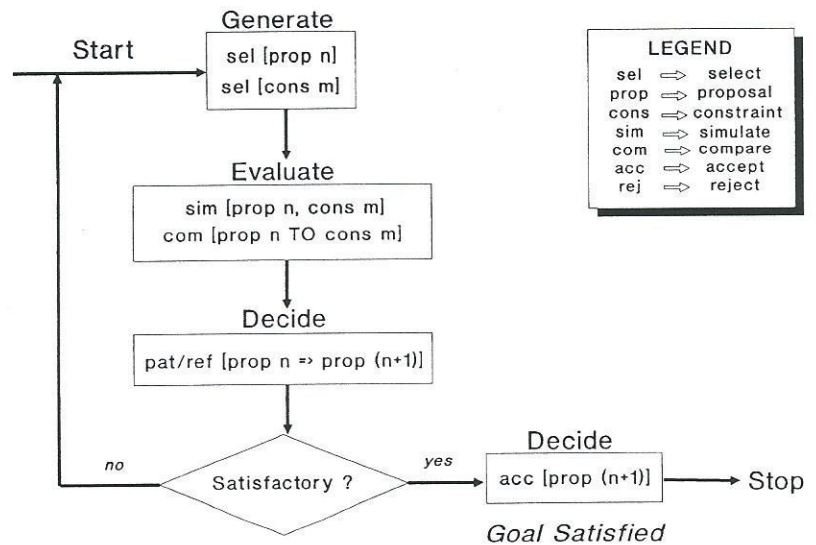 Generate
Start
sel [prop n]
sel [cons m]
Evaluate
sim [prop n, cons m]
com [prop n TO cons m]
Decide
pat/ref [prop n => prop (n+1)]
Satisfactory ?
no
yes
Decide
acc [prop (n+1)]
Stop
Goal Satisfied
LEGEND
sel ⇒ select
prop ⇒ proposal
cons ⇒ constraint
sim ⇒ simulate
com ⇒ compare
acc ⇒ accept
rej ⇒ reject